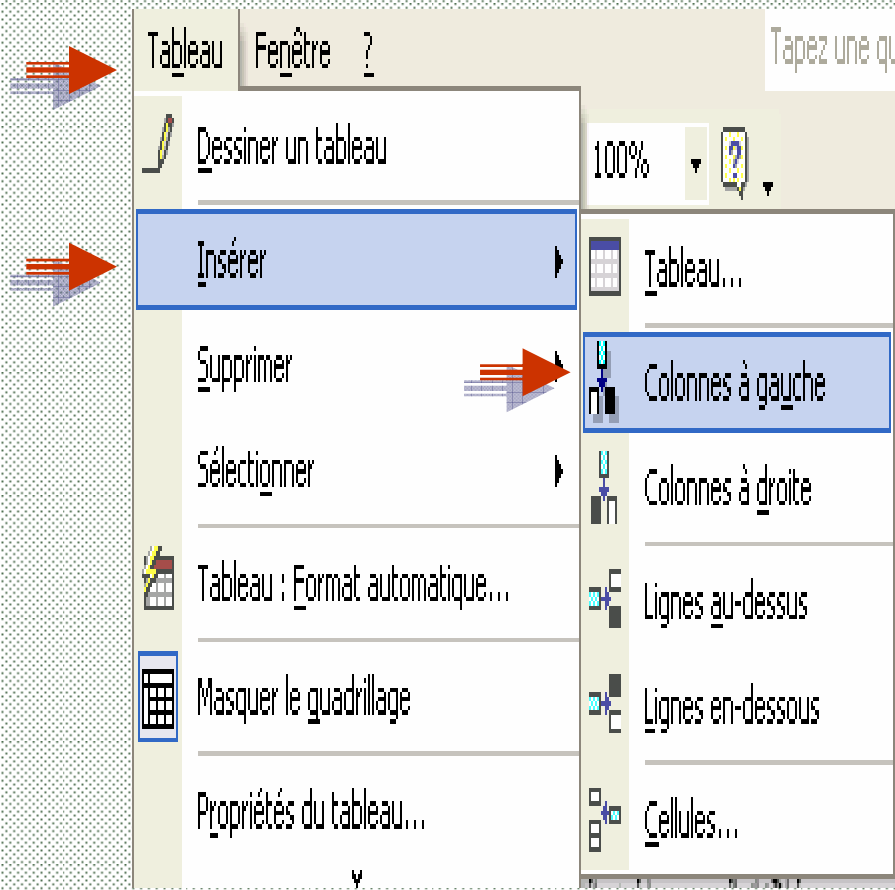 Tableau Fenêtre ?
Tapez une qu
Dessiner un tableau
100%
?
Insérer
Supprimer
Sélectionner
Tableau : Format automatique...
Masquer le quadrillage
Propriétés du tableau...
Tableau...
Colonnes à gauche
Colonnes à droite
Lignes au-dessus
Lignes en-dessous
Cellules...